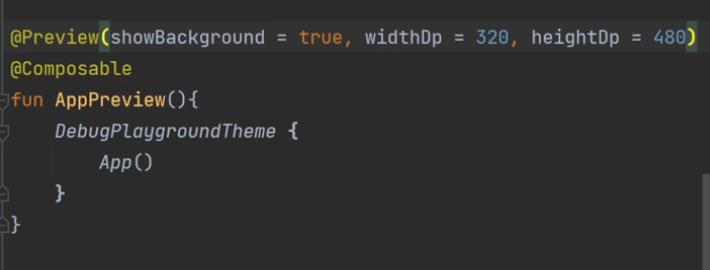 @Preview(showBackground = true, widthDp = 320, heightDp = 480)
@Composable
fun AppPreview(){
    DebugPlaygroundTheme {
        App()
    }
}